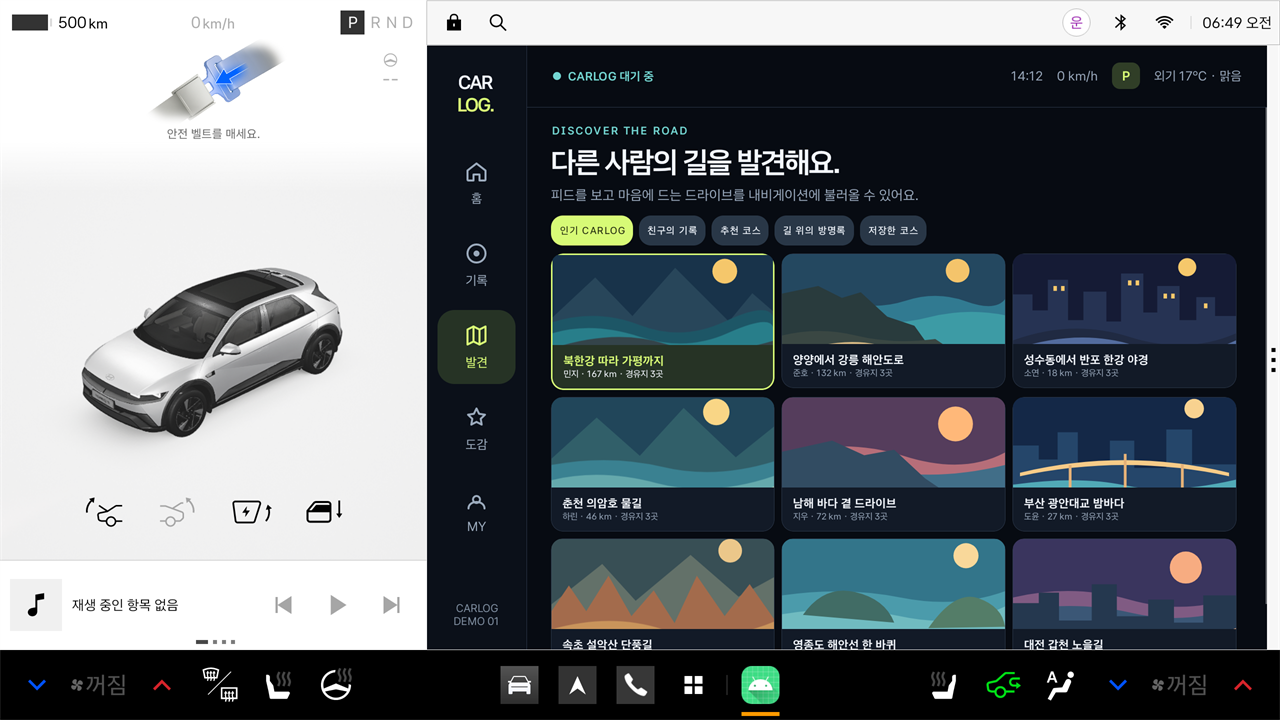 500 km
0 km/h
P R N D
--
안전 벨트를 매세요.
재생 중인 항목 없음
운
06:49 오전
CAR
LOG.
홈
기록
발견
도감
MY
CARLOG
DEMO 01
CARLOG 대기 중
14:12 0 km/h P 외기 17°C · 맑음
DISCOVER THE ROAD
다른 사람의 길을 발견해요.
피드를 보고 마음에 드는 드라이브를 내비게이션에 불러올 수 있어요.
인기 CARLOG 친구의 기록 추천 코스 길 위의 방명록 저장한 코스
북한강 따라 가평까지
민지 · 167 km · 경유지 3곳
양양에서 강릉 해안도로
준호 · 132 km · 경유지 3곳
성수동에서 반포 한강 야경
소연 · 18 km · 경유지 3곳
춘천 의암호 물길
하린 · 46 km · 경유지 3곳
남해 바다 곁 드라이브
지우 · 72 km · 경유지 3곳
부산 광안대교 밤바다
도윤 · 27 km · 경유지 3곳
속초 설악산 단풍길
영종도 해안선 한 바퀴
대전 갑천 노을길
꺼짐
A
꺼짐